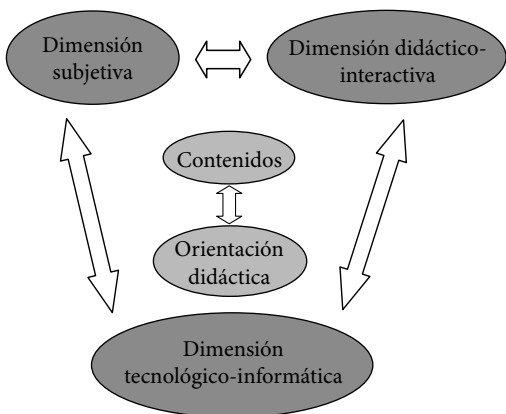 Dimensión
subjetiva
Dimensión didáctico-
interactiva
Contenidos
Orientación
didáctica
Dimensión
tecnológico-informática